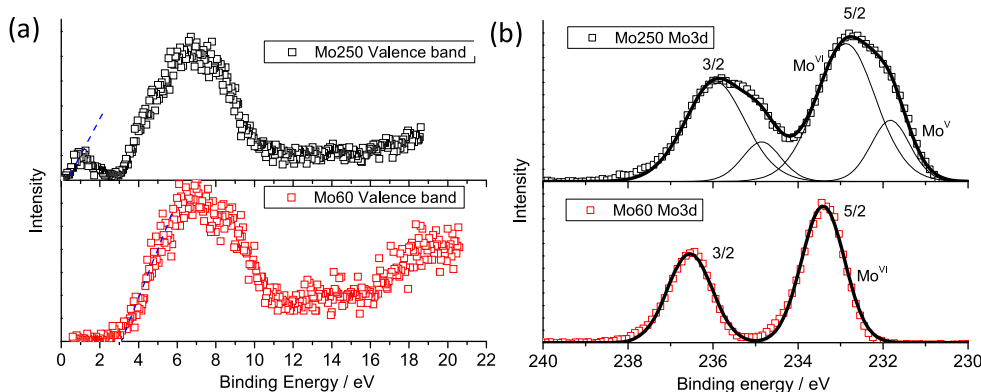 (a)
Mo250 Valence band
Intensity
Mo60 Valence band
Intensity
0 2 4 6 8 10 12 14 16 18 20 22
Binding Energy / eV
(b)
Mo250 Mo3d
3/2
5/2
Mo^VI
Mo^V
Intensity
Mo60 Mo3d
3/2
5/2
Mo^VI
240 238 236 234 232 230
Binding energy / eV